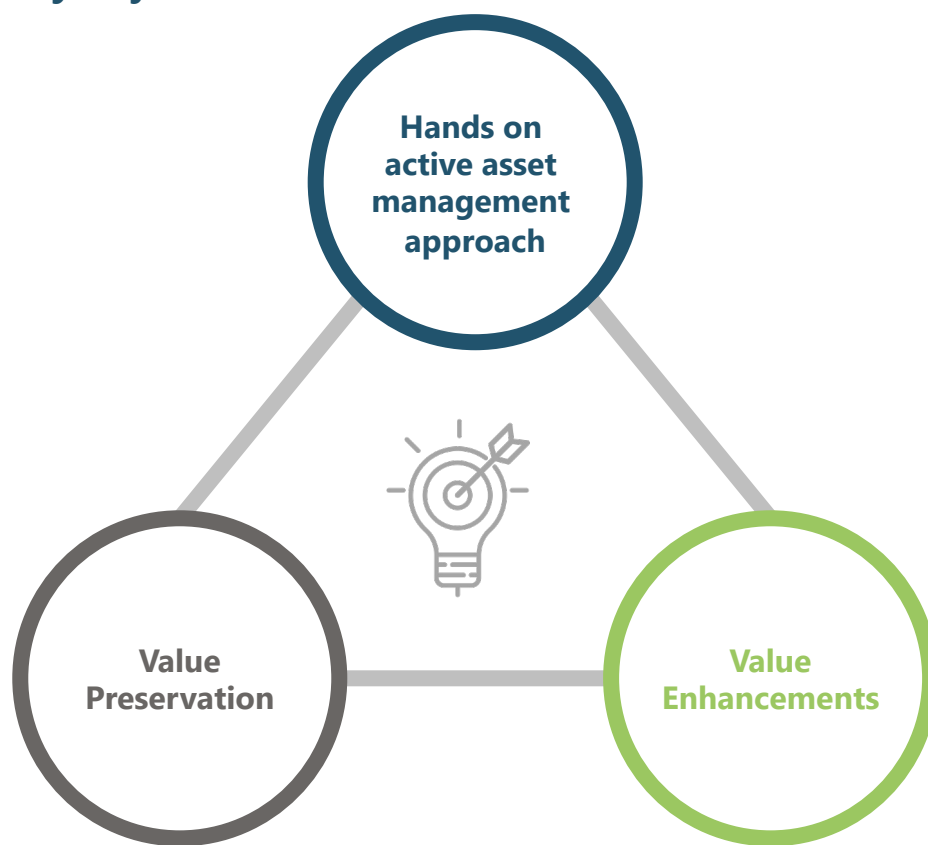 Hands on
active asset
management
approach
Value
Preservation
Value
Enhancements